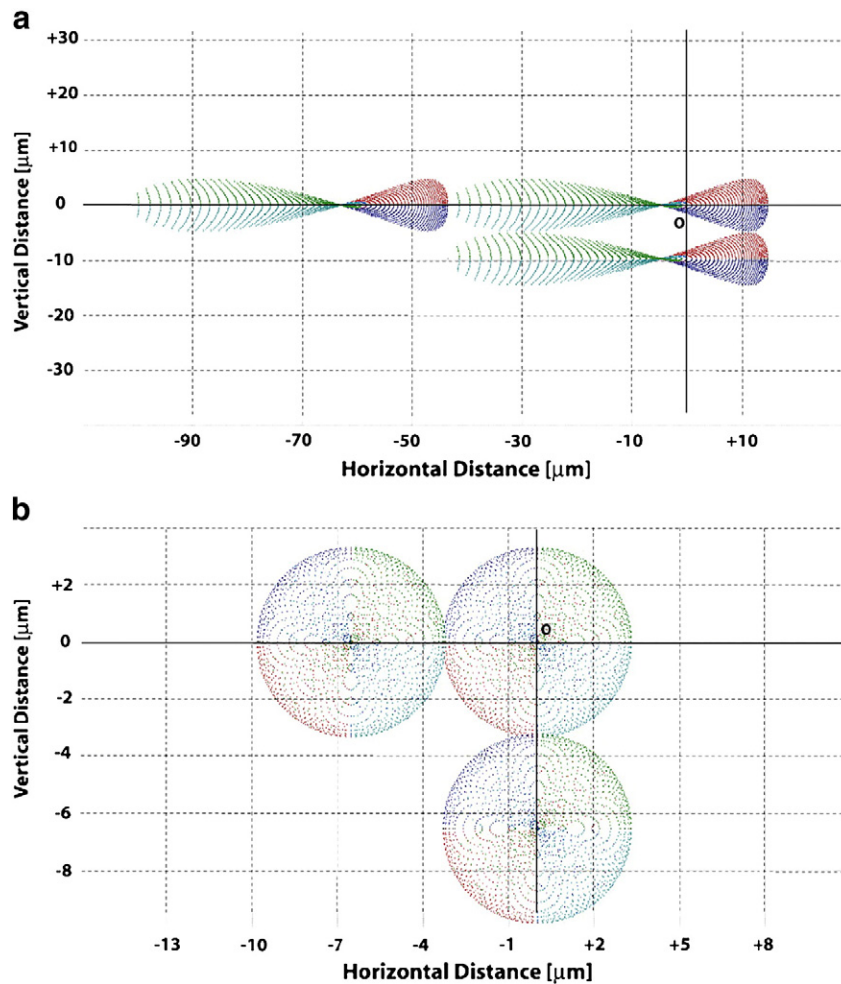 a
+30
+20
+10
0
-10
-20
-30
Vertical Distance [μm]
O
-90 -70 -50 -30 -10 +10
Horizontal Distance [μm]
b
+2
0
-2
-4
-6
-8
Vertical Distance [μm]
O
-13 -10 -7 -4 -1 +2 +5 +8
Horizontal Distance [μm]